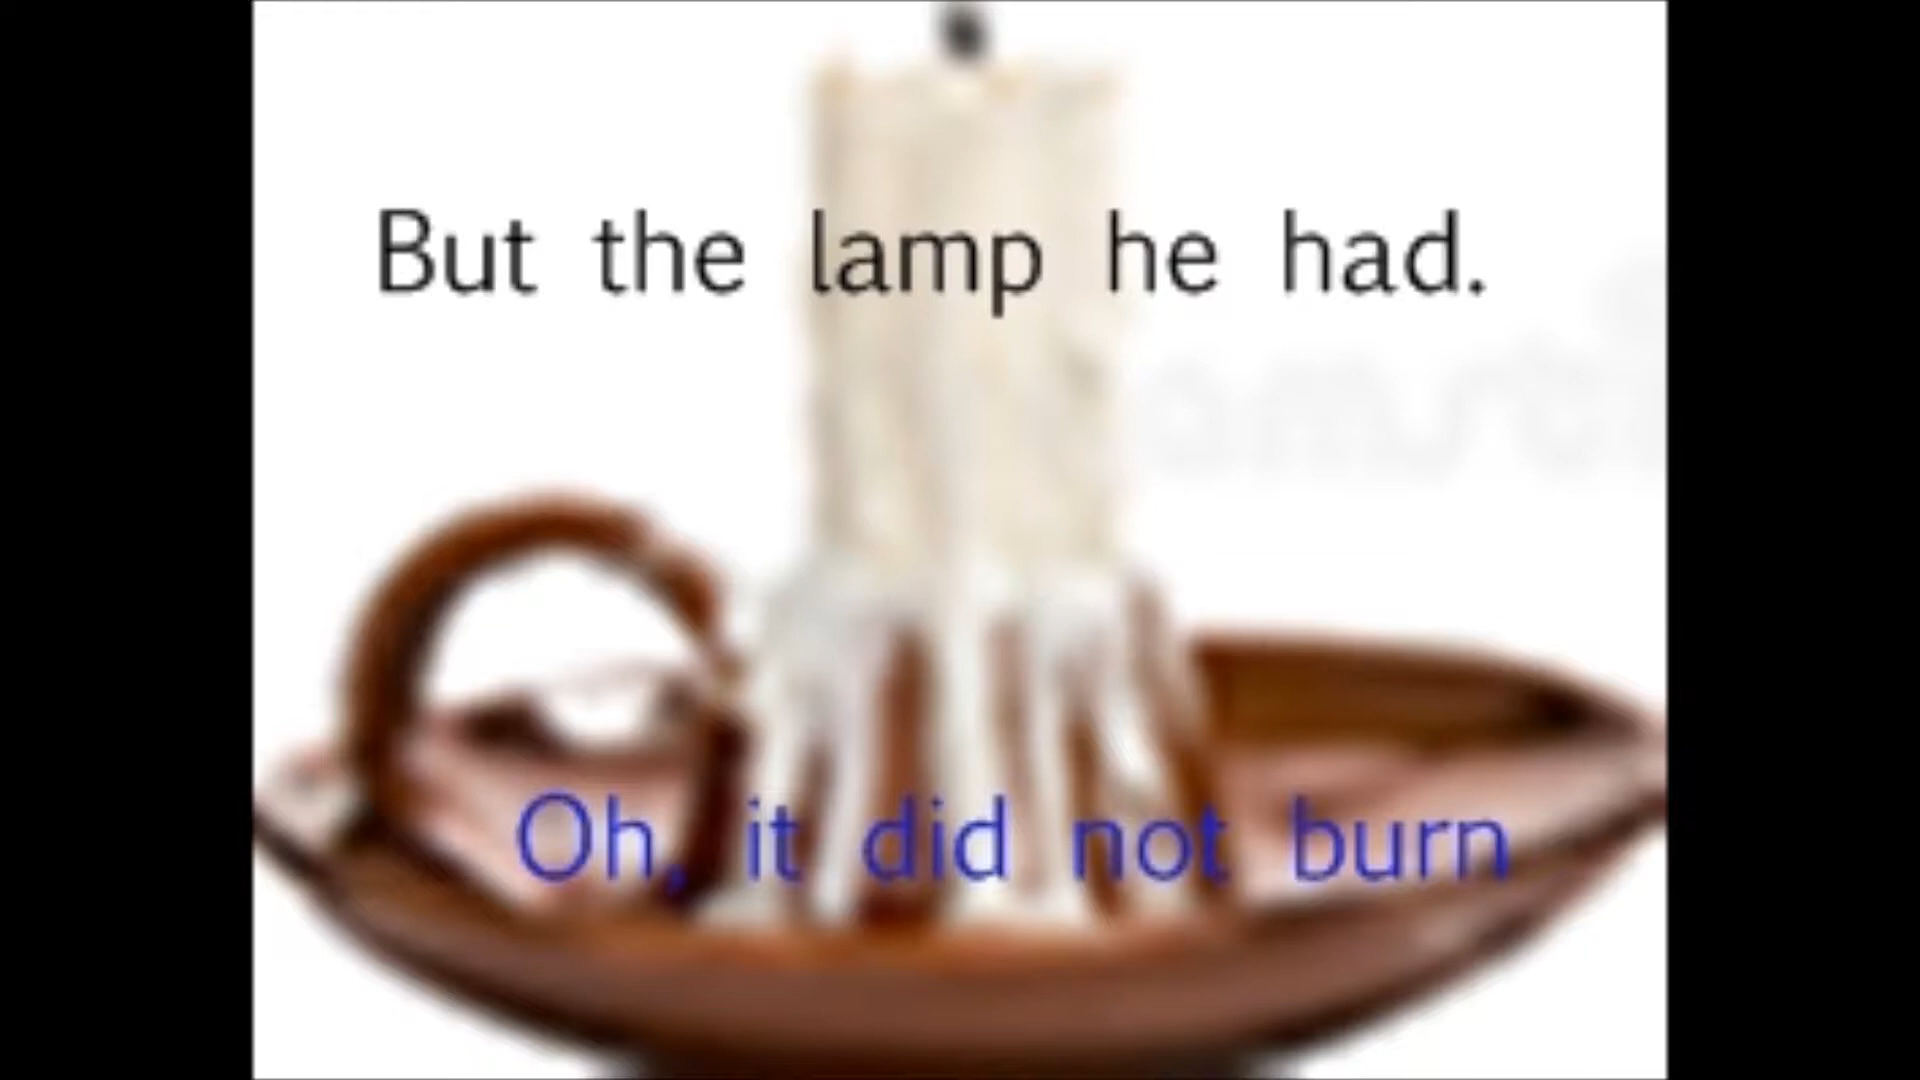 But the lamp he had.
Oh, it did not burn